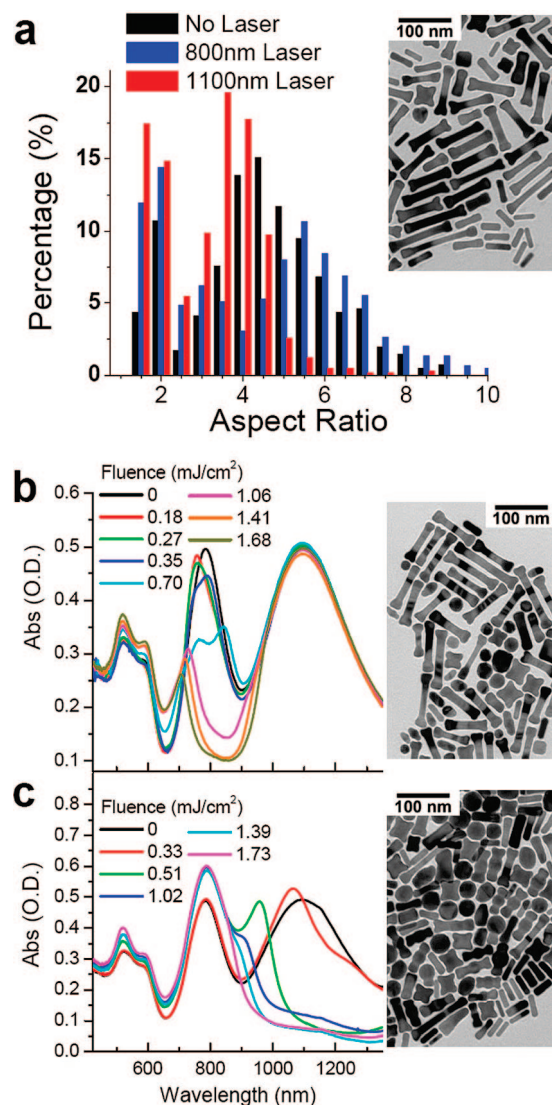 a
No Laser
800nm Laser
1100nm Laser
100 nm
Percentage (%)
20
15
10
5
0
2 4 6 8 10
Aspect Ratio
b
Fluence (mJ/cm²)
0 1.06
0.18 1.41
0.27 1.68
0.35
0.70
Abs (O.D.)
0.6
0.5
0.4
0.3
0.2
0.1
100 nm
c
Fluence (mJ/cm²)
0 1.39
0.33 1.73
0.51
1.02
Abs (O.D.)
0.8
0.7
0.6
0.5
0.4
0.3
0.2
0.1
0.0
600 800 1000 1200
Wavelength (nm)
100 nm